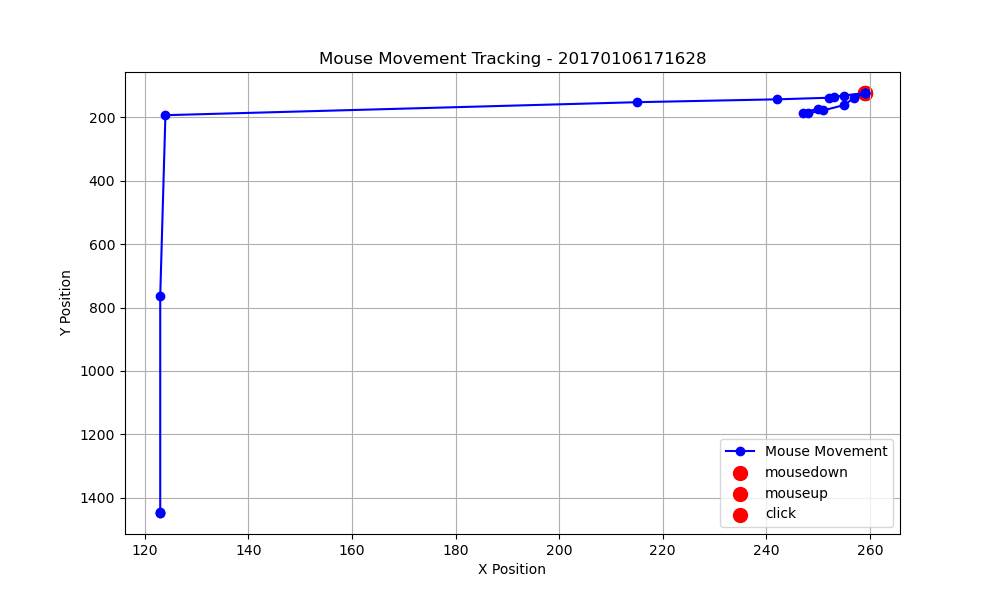 Mouse Movement Tracking - 20170106171628
200
400
600
800
1000
1200
1400
Y Position
120
140
160
180
200
220
240
260
X Position
Mouse Movement
mousedown
mouseup
click